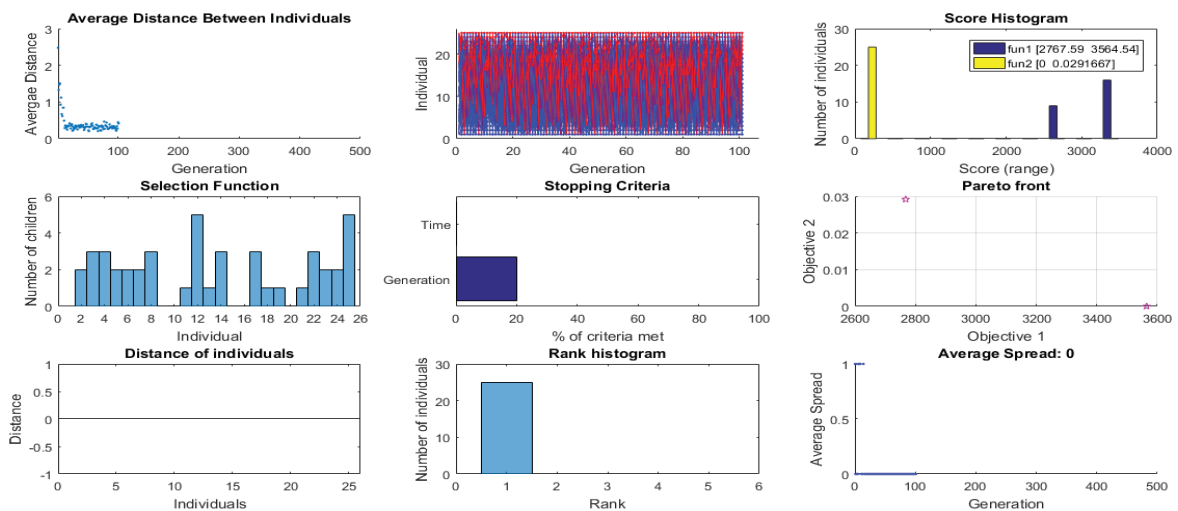 Average Distance Between Individuals
3
2
1
0
Avergae Distance
100 200 300 400 500
Generation
20
10
0
Individual
0 20 40 60 80 100
Generation
Score Histogram
30
20
10
0
Number of individuals
fun1 [2767.59 3564.54]
fun2 [0 0.0291667]
0 1000 2000 3000 4000
Score (range)
Selection Function
6
4
2
0
Number of children
0 2 4 6 8 10 12 14 16 18 20 22 24 26
Individual
Stopping Criteria
Time
Generation
0 20 40 60 80 100
% of criteria met
Pareto front
0.03
0.02
0.01
0
Objective 2
2600 2800 3000 3200 3400 3600
Objective 1
Distance of individuals
1
0.5
0
-0.5
-1
Distance
0 5 10 15 20 25
Individuals
Rank histogram
30
20
10
0
Number of individuals
0 1 2 3 4 5 6
Rank
Average Spread: 0
1
0.5
0
Average Spread
0 100 200 300 400 500
Generation